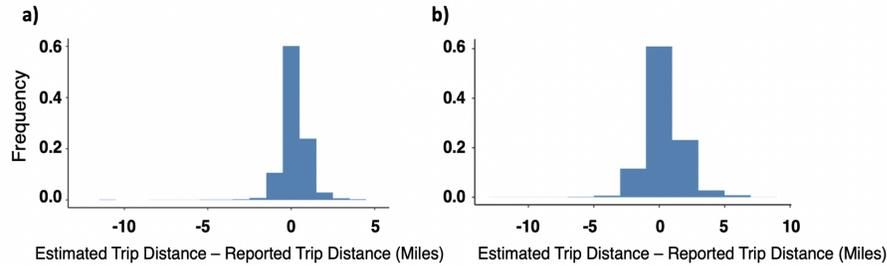 a)
Frequency
0.6
0.4
0.2
0.0
-10 -5 0 5
Estimated Trip Distance – Reported Trip Distance (Miles)
b)
0.6
0.4
0.2
0.0
-10 -5 0 5 10
Estimated Trip Distance – Reported Trip Distance (Miles)